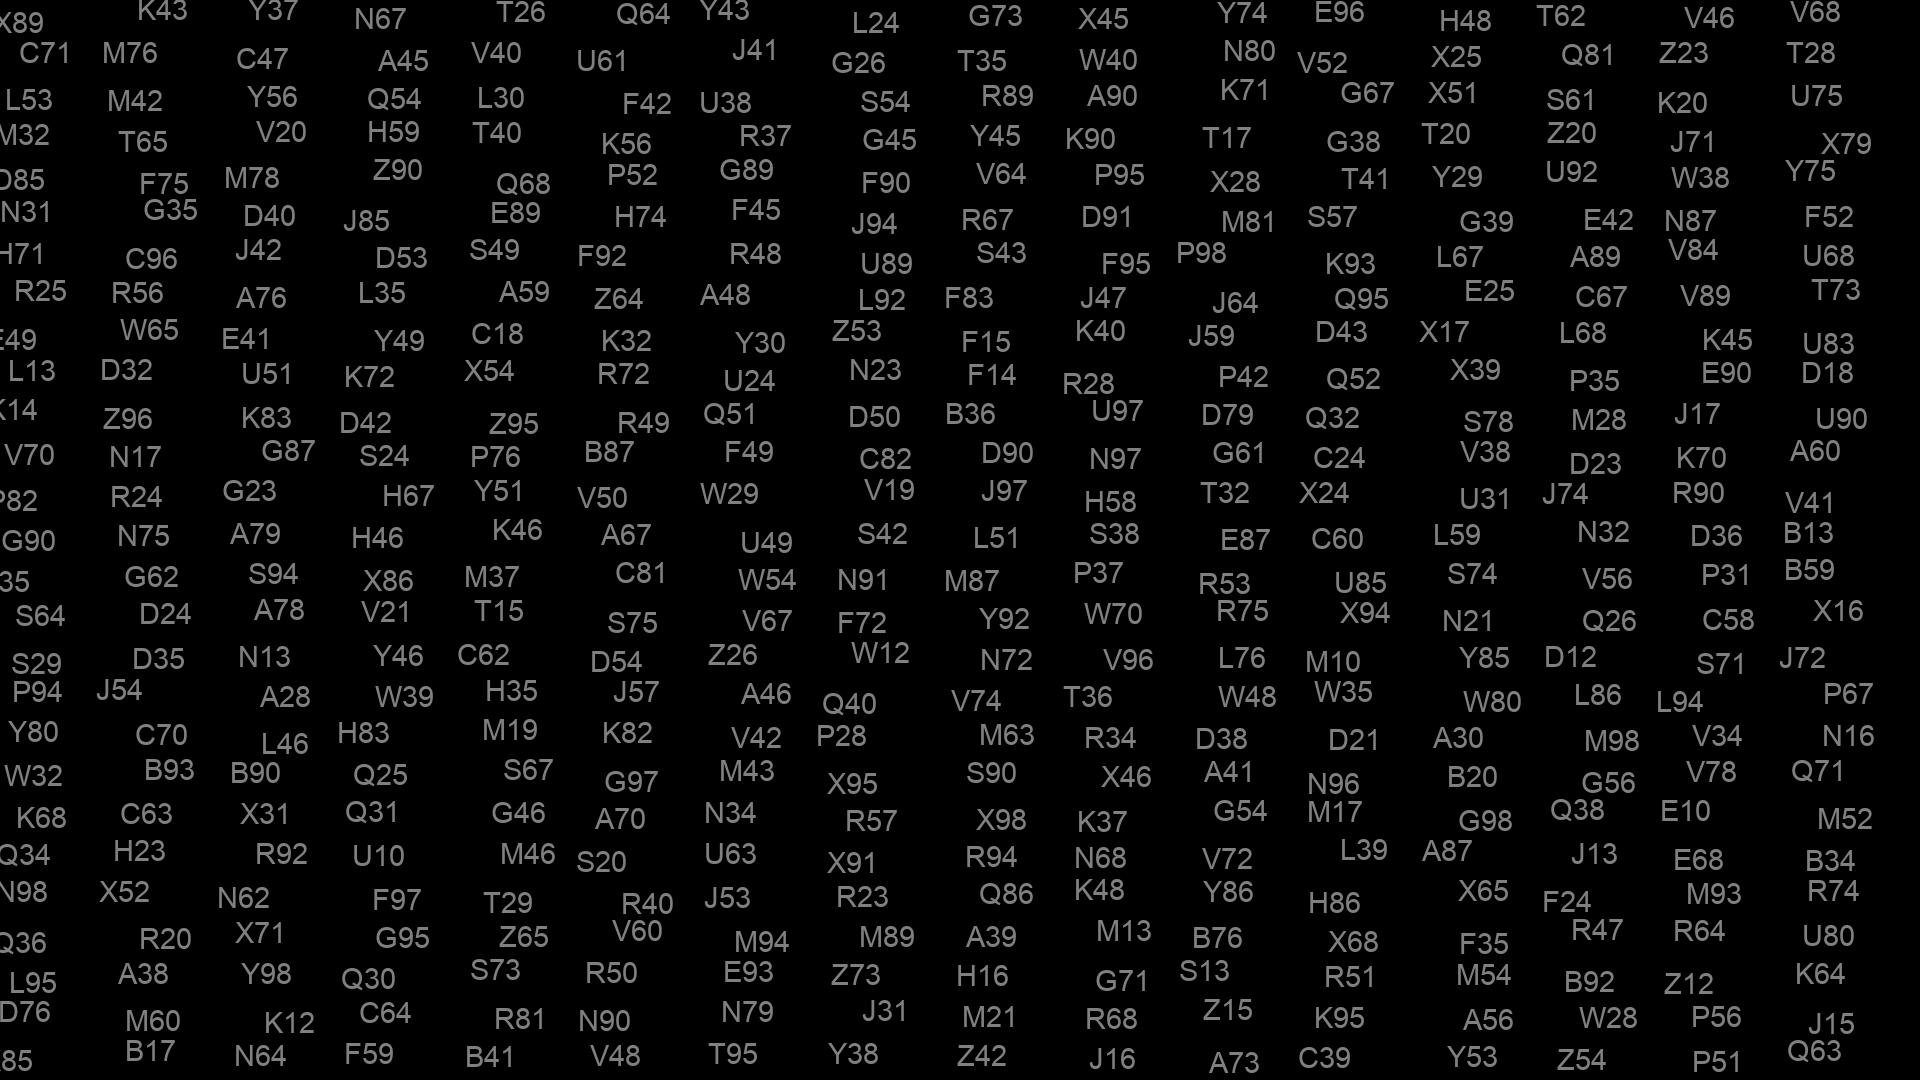 X89 K43 Y37 N67 T26 Q64 Y43 L24 G73 X45 Y74 E96 H48 T62 V46 V68
C71 M76 C47 A45 V40 U61 J41 G26 T35 W40 N80 V52 X25 Q81 Z23 T28
L53 M42 Y56 Q54 L30 F42 U38 S54 R89 A90 K71 G67 X51 S61 K20 U75
M32 T65 V20 H59 T40 K56 R37 G45 Y45 K90 T17 G38 T20 Z20 J71 X79
D85 F75 M78 Z90 Q68 P52 G89 F90 V64 P95 X28 T41 Y29 U92 W38 Y75
N31 G35 D40 J85 E89 H74 F45 J94 R67 D91 M81 S57 G39 E42 N87 F52
H71 C96 J42 D53 S49 F92 R48 U89 S43 F95 P98 K93 L67 A89 V84 U68
R25 R56 A76 L35 A59 Z64 A48 L92 F83 J47 J64 Q95 E25 C67 V89 T73
E49 W65 E41 Y49 C18 K32 Y30 Z53 F15 K40 J59 D43 X17 L68 K45 U83
L13 D32 U51 K72 X54 R72 U24 N23 F14 R28 P42 Q52 X39 P35 E90 D18
K14 Z96 K83 D42 Z95 R49 Q51 D50 B36 U97 D79 Q32 S78 M28 J17 U90
V70 N17 G87 S24 P76 B87 F49 C82 D90 N97 G61 C24 V38 D23 K70 A60
P82 R24 G23 H67 Y51 V50 W29 V19 J97 H58 T32 X24 U31 J74 R90 V41
G90 N75 A79 H46 K46 A67 U49 S42 L51 S38 E87 C60 L59 N32 D36 B13
35 G62 S94 X86 M37 C81 W54 N91 M87 P37 R53 U85 S74 V56 P31 B59
S64 D24 A78 V21 T15 S75 V67 F72 Y92 W70 R75 X94 N21 Q26 C58 X16
S29 D35 N13 Y46 C62 D54 Z26 W12 N72 V96 L76 M10 Y85 D12 S71 J72
P94 J54 A28 W39 H35 J57 A46 Q40 V74 T36 W48 W35 W80 L86 L94 P67
Y80 C70 L46 H83 M19 K82 V42 P28 M63 R34 D38 D21 A30 M98 V34 N16
W32 B93 B90 Q25 S67 G97 M43 X95 S90 X46 A41 N96 B20 G56 V78 Q71
K68 C63 X31 Q31 G46 A70 N34 R57 X98 K37 G54 M17 G98 Q38 E10 M52
Q34 H23 R92 U10 M46 S20 U63 X91 R94 N68 V72 L39 A87 J13 E68 B34
N98 X52 N62 F97 T29 R40 J53 R23 Q86 K48 Y86 H86 X65 F24 M93 R74
Q36 R20 X71 G95 Z65 V60 M94 M89 A39 M13 B76 X68 F35 R47 R64 U80
L95 A38 Y98 Q30 S73 R50 E93 Z73 H16 G71 S13 R51 M54 B92 Z12 K64
D76 M60 K12 C64 R81 N90 N79 J31 M21 R68 Z15 K95 A56 W28 P56 J15
85 B17 N64 F59 B41 V48 T95 Y38 Z42 J16 A73 C39 Y53 Z54 P51 Q63